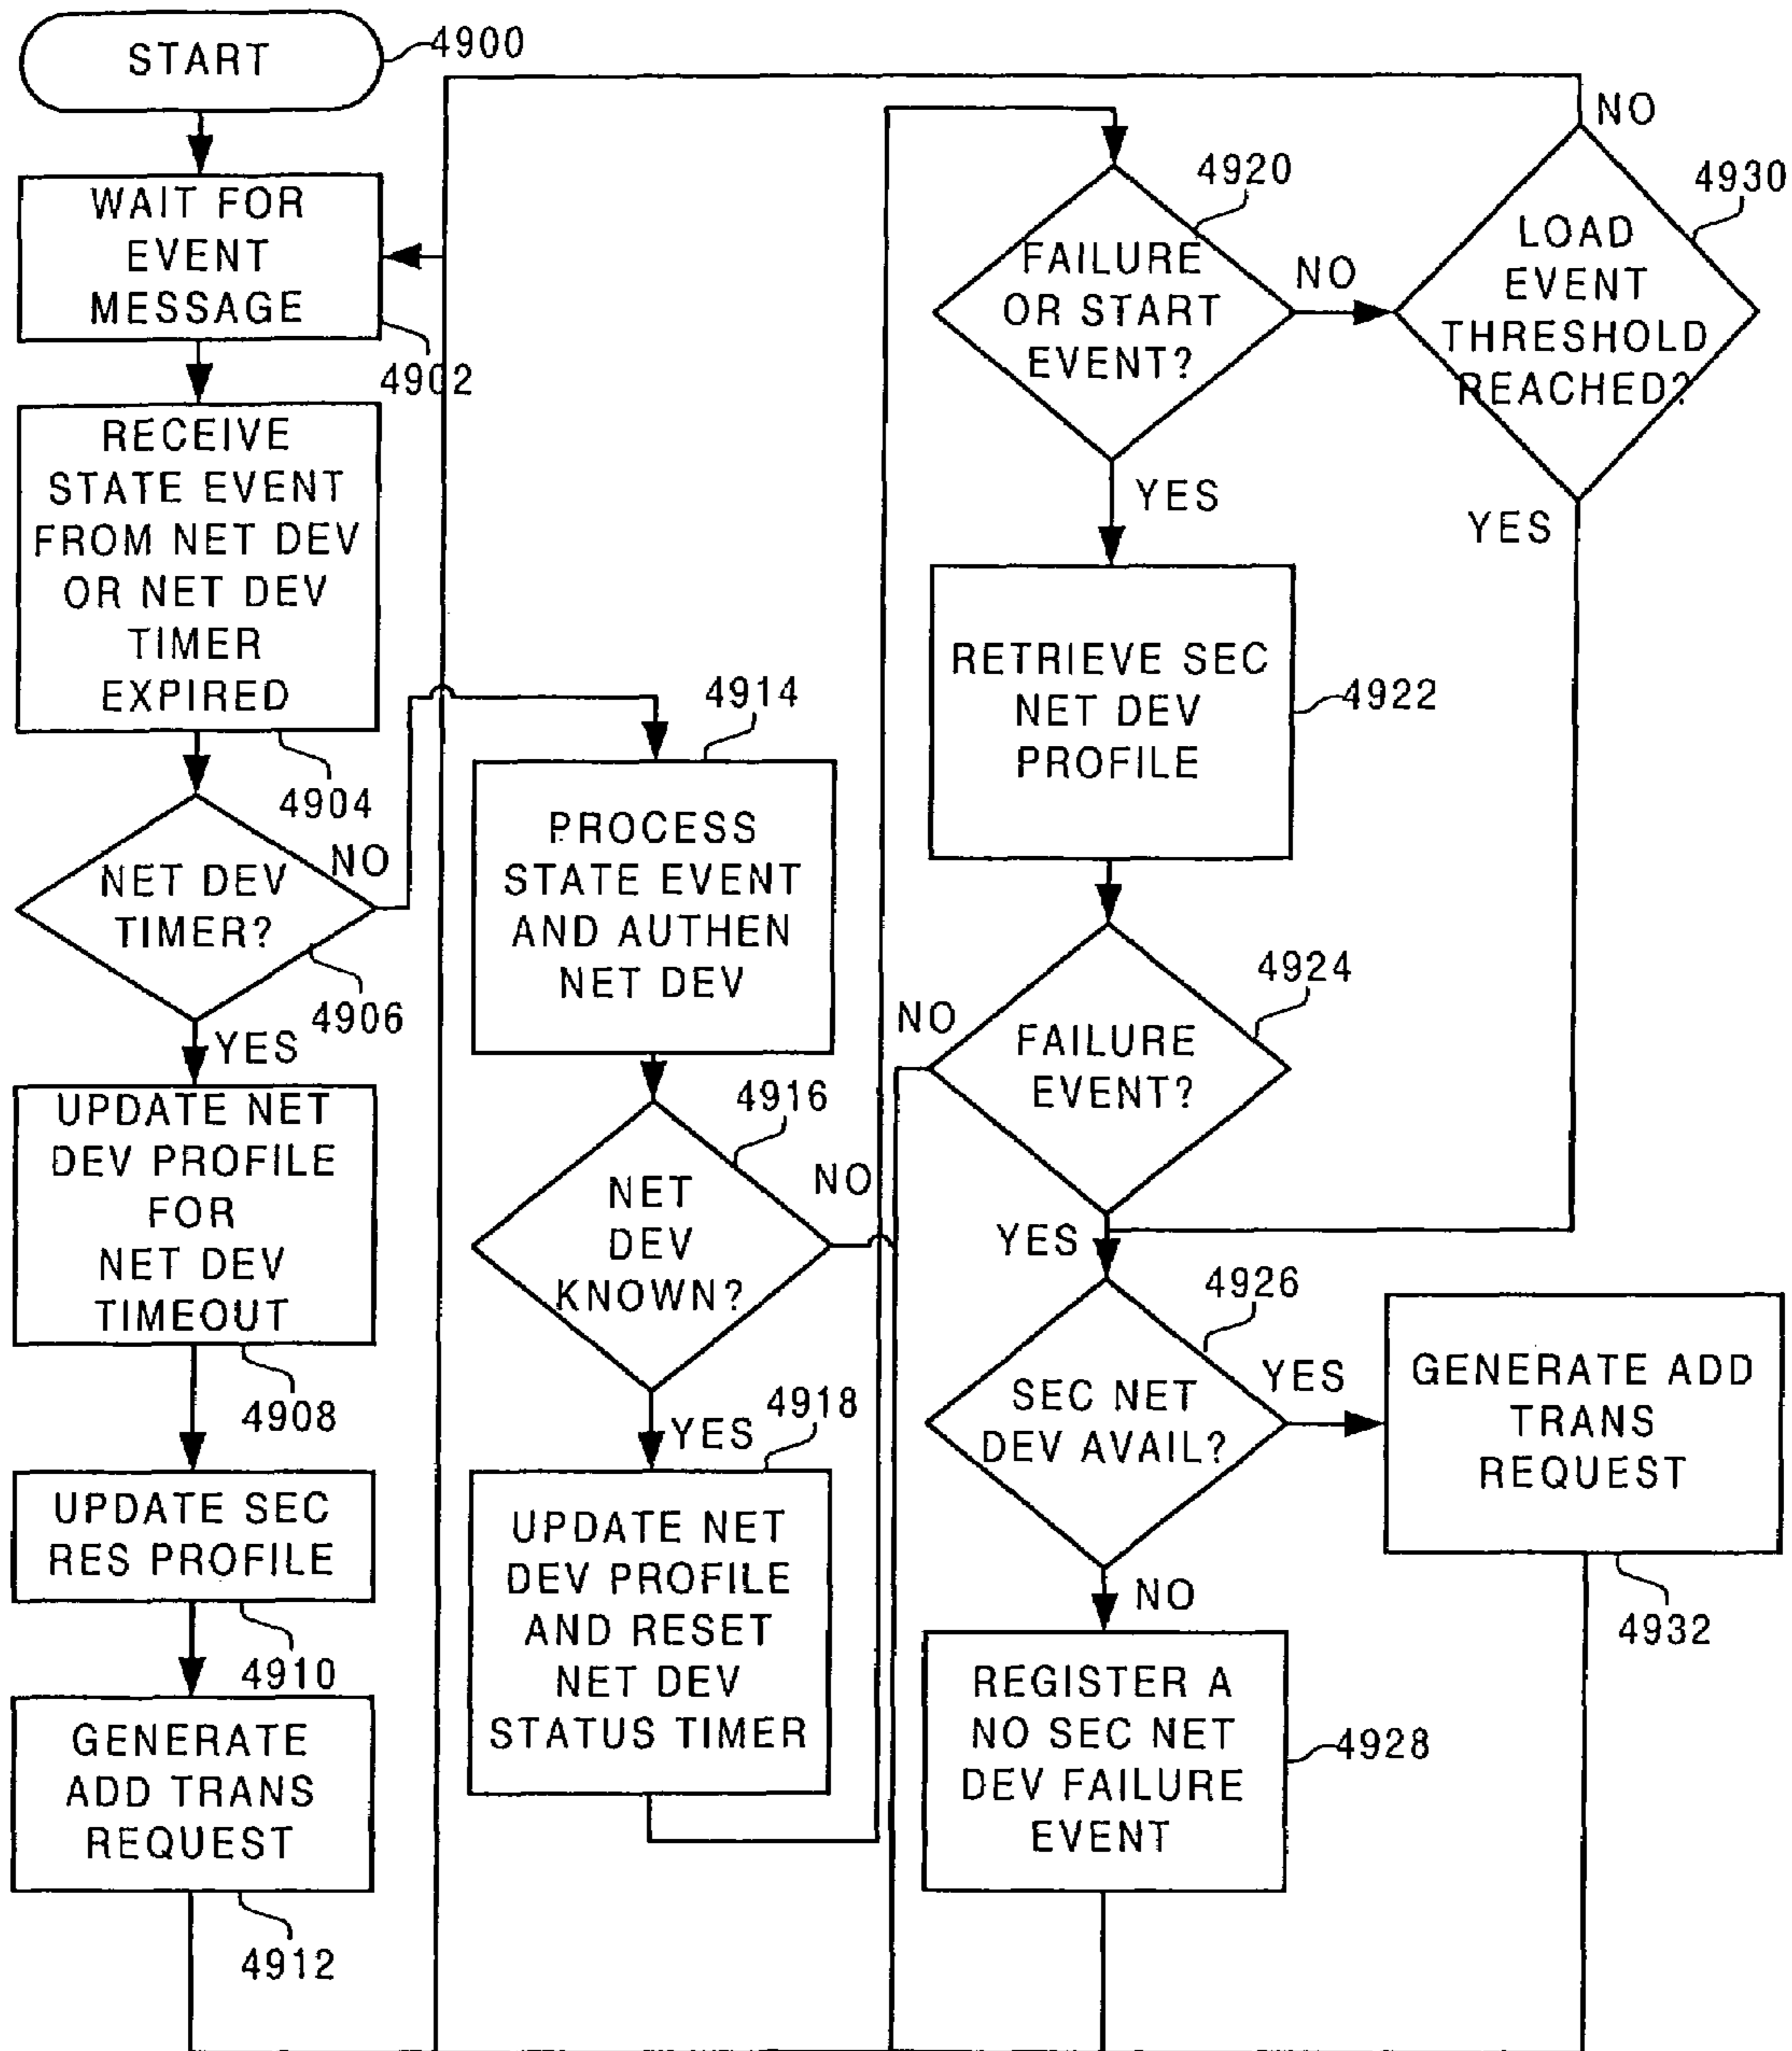 START
4900
WAIT FOR
EVENT
MESSAGE
4902
RECEIVE
STATE EVENT
FROM NET DEV
OR NET DEV
TIMER
EXPIRED
4904
NET DEV
TIMER?
NO
4906
YES
UPDATE NET
DEV PROFILE
FOR
NET DEV
TIMEOUT
4908
UPDATE SEC
RES PROFILE
4910
GENERATE
ADD TRANS
REQUEST
4912
4914
PROCESS
STATE EVENT
AND AUTHEN
NET DEV
4916
NET
DEV
KNOWN?
NO
YES
4918
UPDATE NET
DEV PROFILE
AND RESET
NET DEV
STATUS TIMER
4920
FAILURE
OR START
EVENT?
NO
YES
RETRIEVE SEC
NET DEV
PROFILE
4922
4924
FAILURE
EVENT?
NO
YES
4926
SEC NET
DEV AVAIL?
YES
NO
REGISTER A
NO SEC NET
DEV FAILURE
EVENT
4928
NO
4930
LOAD
EVENT
THRESHOLD
REACHED?
YES
GENERATE ADD
TRANS
REQUEST
4932